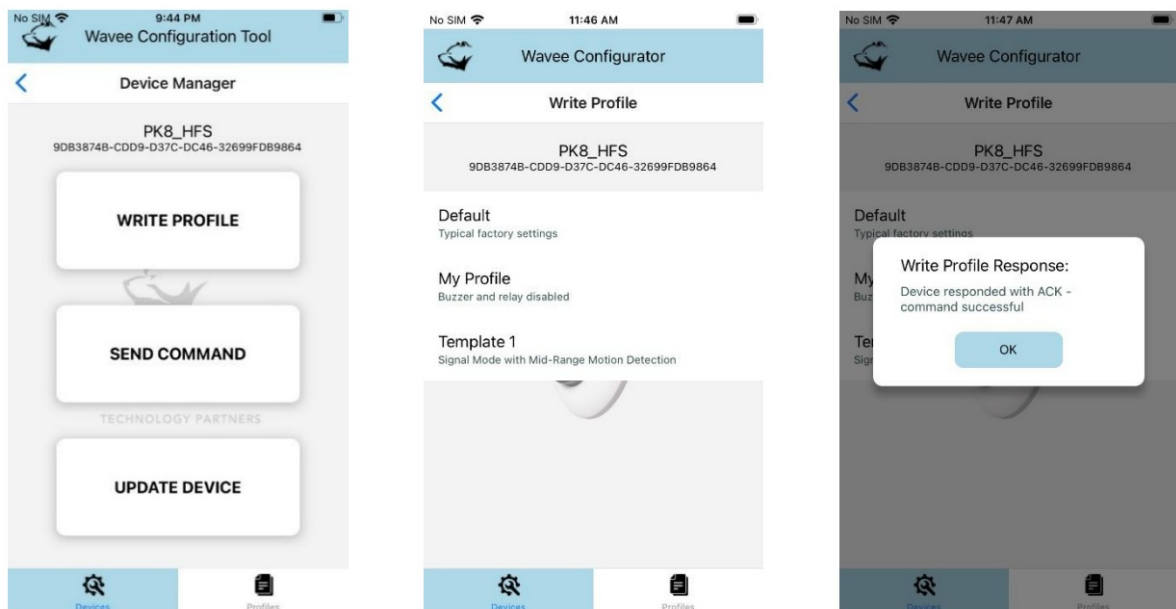 No SIM 9:44 PM
Wavee Configuration Tool
Device Manager
PK8_HFS
9DB3874B-CDD9-D37C-DC46-32699FDB9864
WRITE PROFILE
SEND COMMAND
TECHNOLOGY PARTNERS
UPDATE DEVICE
Devices Profiles
No SIM 11:46 AM
Wavee Configurator
Write Profile
PK8_HFS
9DB3874B-CDD9-D37C-DC46-32699FDB9864
Default
Typical factory settings
My Profile
Buzzer and relay disabled
Template 1
Signal Mode with Mid-Range Motion Detection
Devices Profiles
No SIM 11:47 AM
Wavee Configurator
Write Profile
PK8_HFS
9DB3874B-CDD9-D37C-DC46-32699FDB9864
Default
Typical factory settings
My
Buz
Te
Sig
Write Profile Response:
Device responded with ACK -
command successful
OK
Devices Profiles